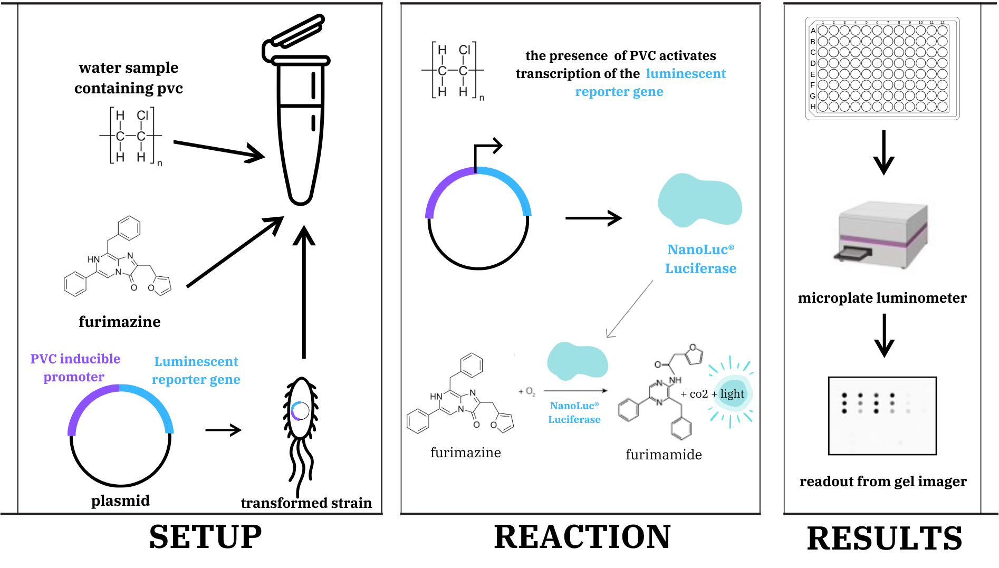 water sample
containing pvc
H Cl
C C
H H
n
HN
N
N
O
O
furimazine
PVC inducible
promoter
Luminescent
reporter gene
plasmid
transformed strain
SETUP
H Cl
C C
H H
n
the presence of PVC activates
transcription of the luminescent
reporter gene
NanoLuc®
Luciferase
HN
N
N
O
O
furimazine
+ O2
NanoLuc®
Luciferase
O
O
NH
N
N
+ co2 + light
furimamide
REACTION
1 2 3 4 5 6 7 8 9 10 11 12
A
B
C
D
E
F
G
H
microplate luminometer
readout from gel imager
RESULTS